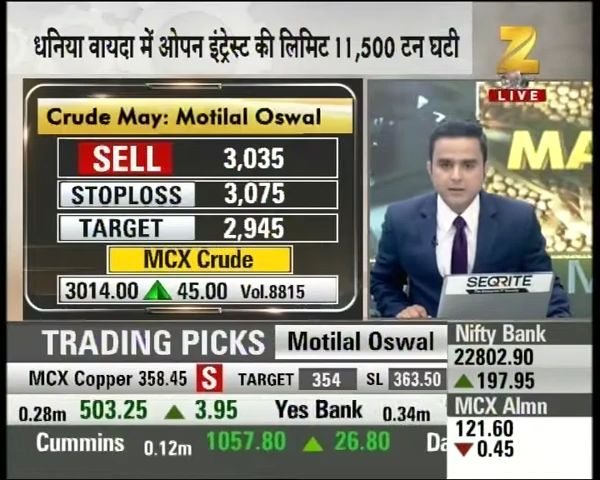 धनिया वायदा में ओपन इंट्रेस्ट की लिमिट 11,500 टन घटी
Z
LIVE
Crude May: Motilal Oswal
SELL 3,035
STOPLOSS 3,075
TARGET 2,945
MCX Crude
3014.00 45.00 Vol.8815
MA
M
SEQRITE
TRADING PICKS Motilal Oswal
MCX Copper 358.45 S TARGET 354 SL 363.50
0.28m 503.25 3.95 Yes Bank 0.34m
Cummins 0.12m 1057.80 26.80 Da
Nifty Bank
22802.90
197.95
MCX Almn
121.60
0.45